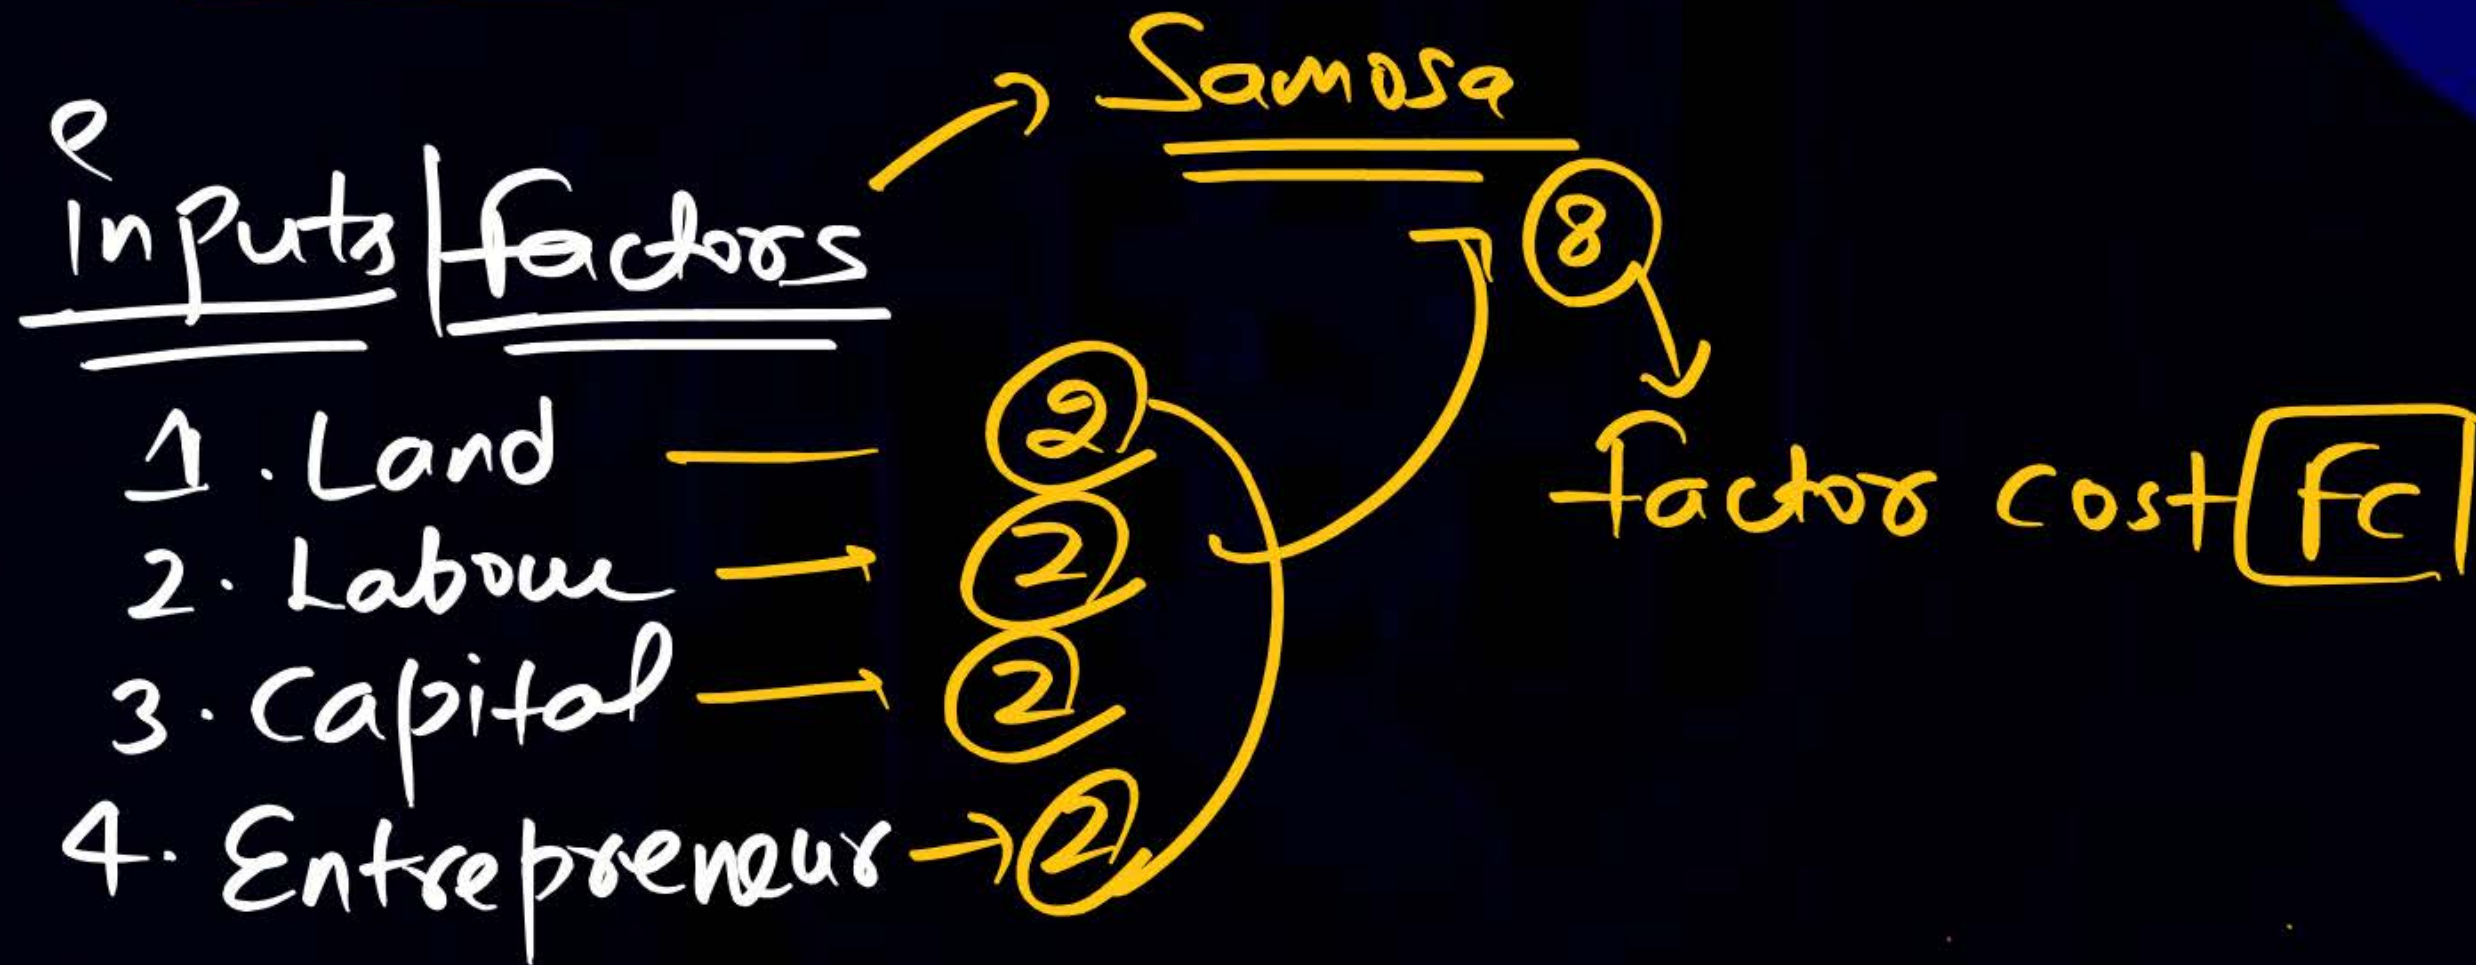 Samosa
inputs | factors
8
1. Land — 2
2. Labour → 2
factor cost fc
3. Capital → 2
4. Entrepreneur → 2